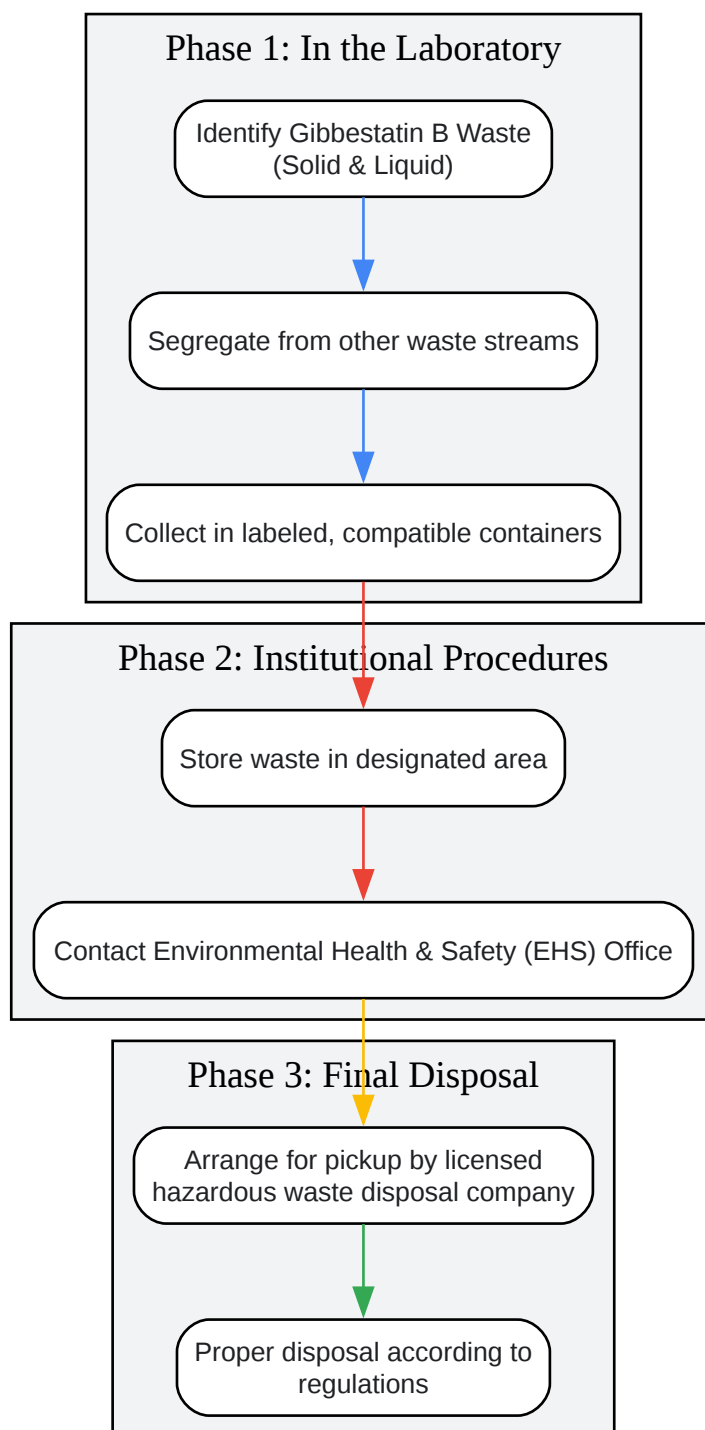 Phase 1: In the Laboratory
Identify Gibbestatin B Waste
(Solid & Liquid)
Segregate from other waste streams
Collect in labeled, compatible containers
Phase 2: Institutional Procedures
Store waste in designated area
Contact Environmental Health & Safety (EHS) Office
Phase 3: Final Disposal
Arrange for pickup by licensed
hazardous waste disposal company
Proper disposal according to
regulations